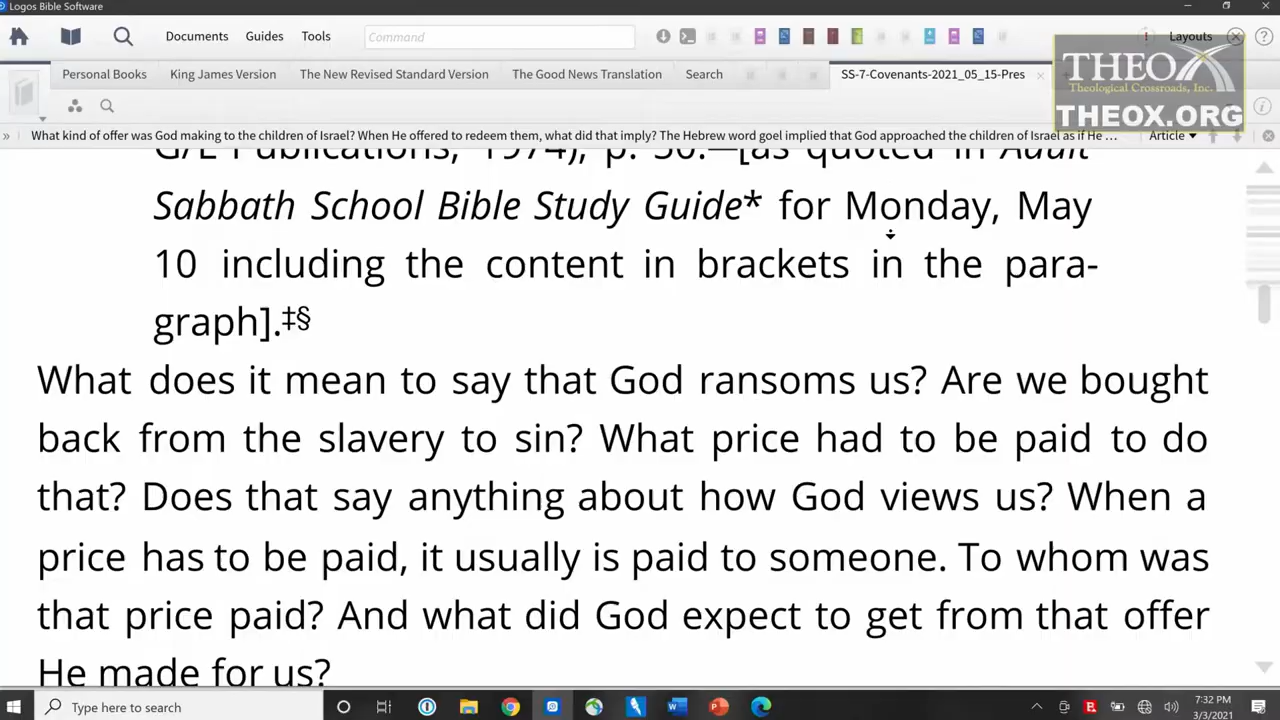 Logos Bible Software
Documents Guides Tools Command Layouts
THEOX
Theological Crossroads, Inc.
THEOX.ORG
Personal Books King James Version The New Revised Standard Version The Good News Translation Search SS-7-Covenants-2021_05_15-Pres
» What kind of offer was God making to the children of Israel? When He offered to redeem them, what did that imply? The Hebrew word goel implied that God approached the children of Israel as if He ... Article
G/L Publications, 1974), p. 50.—[as quoted in Adult
Sabbath School Bible Study Guide* for Monday, May
10 including the content in brackets in the para-
graph].‡§
What does it mean to say that God ransoms us? Are we bought
back from the slavery to sin? What price had to be paid to do
that? Does that say anything about how God views us? When a
price has to be paid, it usually is paid to someone. To whom was
that price paid? And what did God expect to get from that offer
He made for us?
Type here to search
7:32 PM
3/3/2021